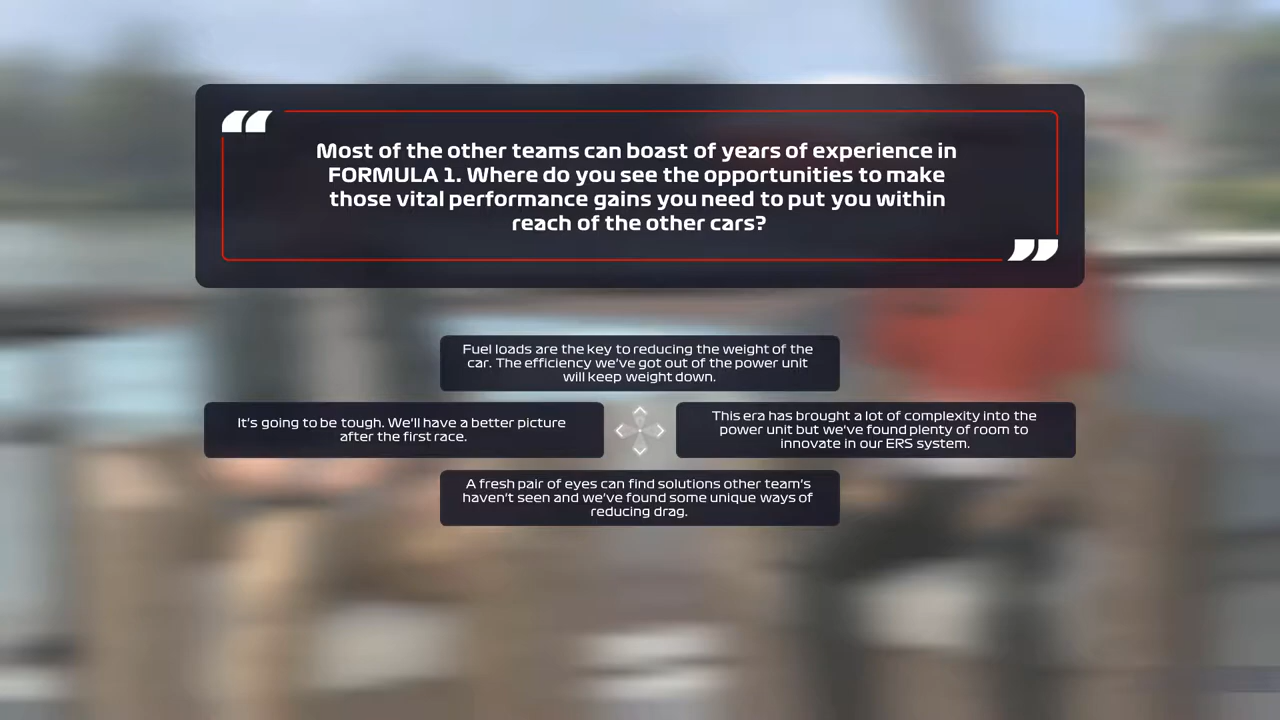 Most of the other teams can boast of years of experience in
FORMULA 1. Where do you see the opportunities to make
those vital performance gains you need to put you within
reach of the other cars?
Fuel loads are the key to reducing the weight of the
car. The efficiency we've got out of the power unit
will keep weight down.
It's going to be tough. We'll have a better picture
after the first race.
This era has brought a lot of complexity into the
power unit but we've found plenty of room to
innovate in our ERS system.
A fresh pair of eyes can find solutions other team's
haven't seen and we've found some unique ways of
reducing drag.